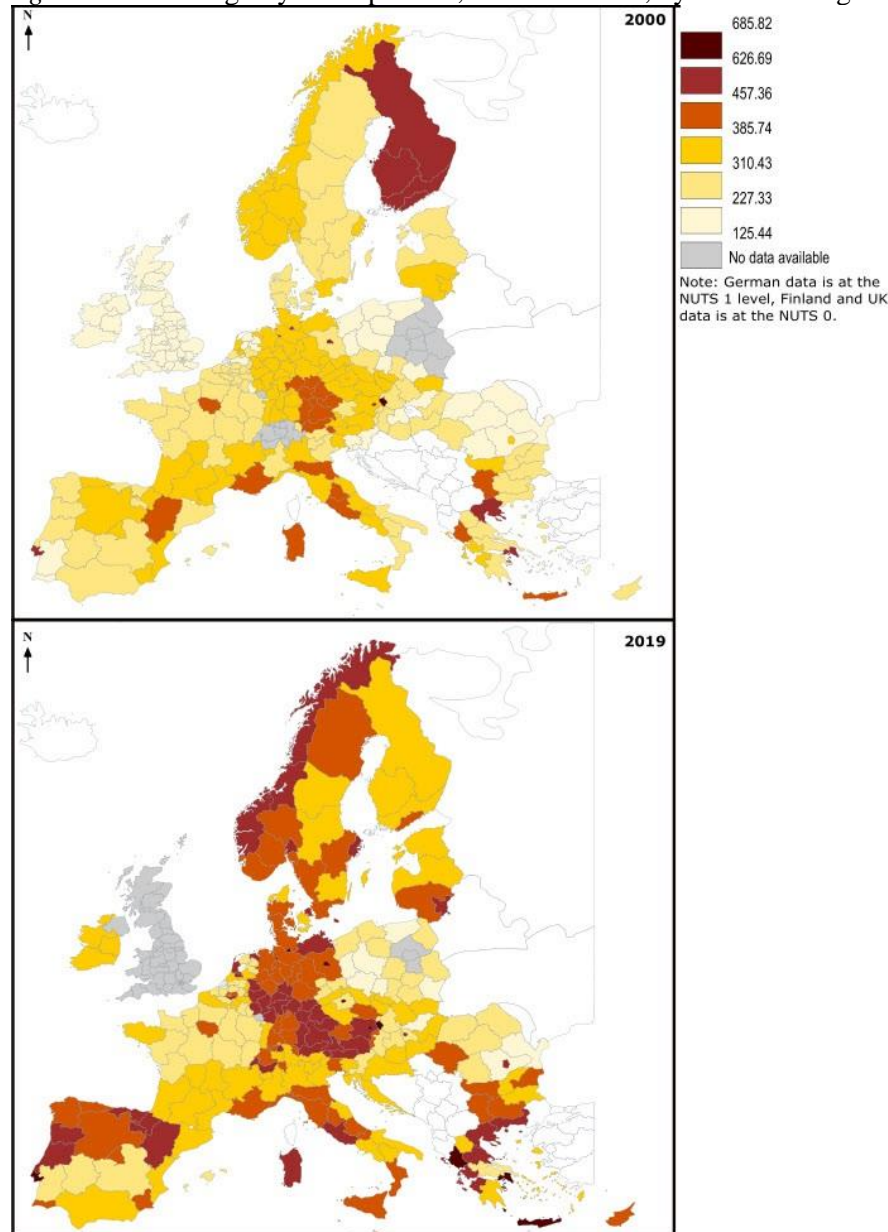 N
2000
685.82
626.69
457.36
385.74
310.43
227.33
125.44
No data available
Note: German data is at the
NUTS 1 level, Finland and UK
data is at the NUTS 0.
N
2019